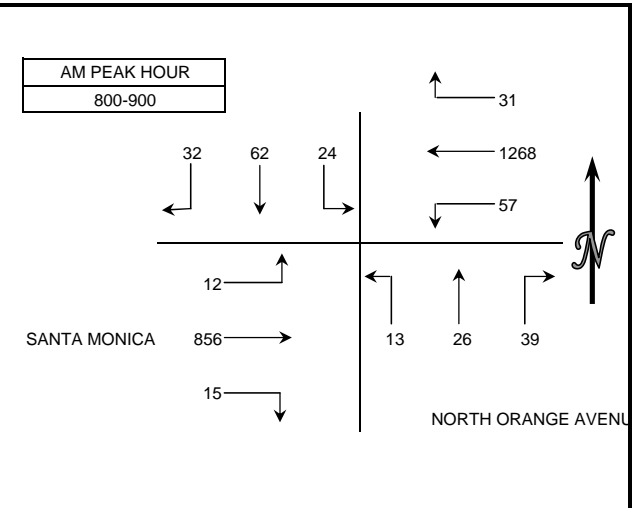 AM PEAK HOUR
800-900
31
32 62 24 1268
57
12
SANTA MONICA 856 13 26 39
15
NORTH ORANGE AVENU
N